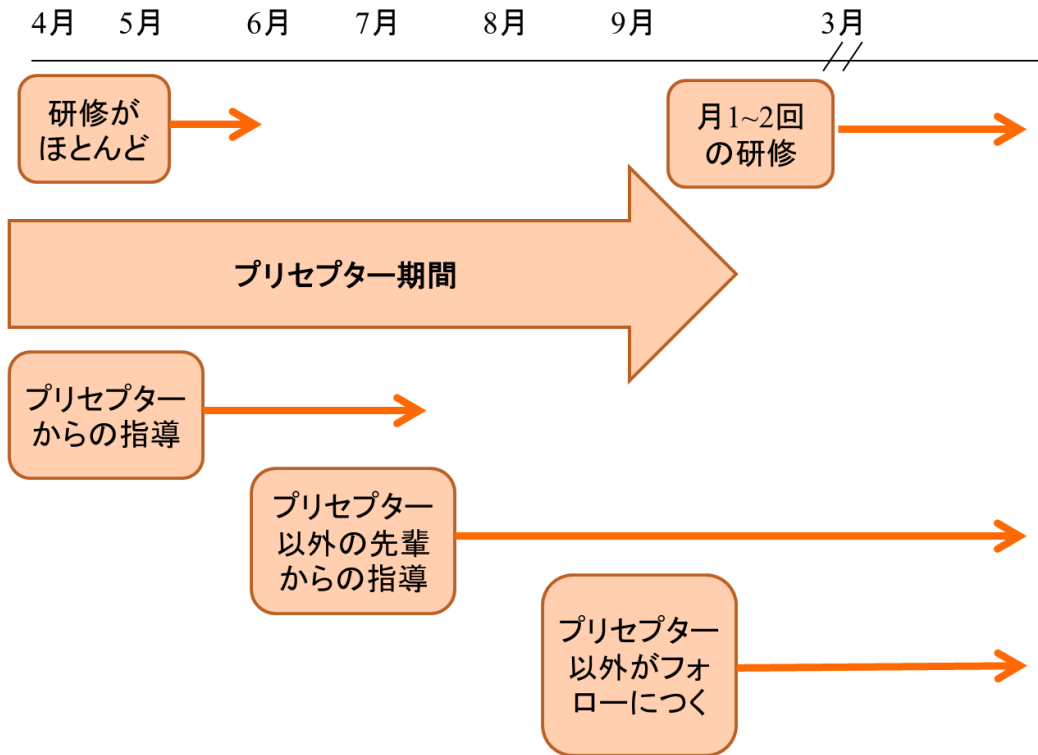 4月 5月 6月 7月 8月 9月 3月
研修が
ほとんど
月1~2回
の研修
プリセプター期間
プリセプター
からの指導
プリセプター
以外の先輩
からの指導
プリセプター
以外がフォ
ローにつく